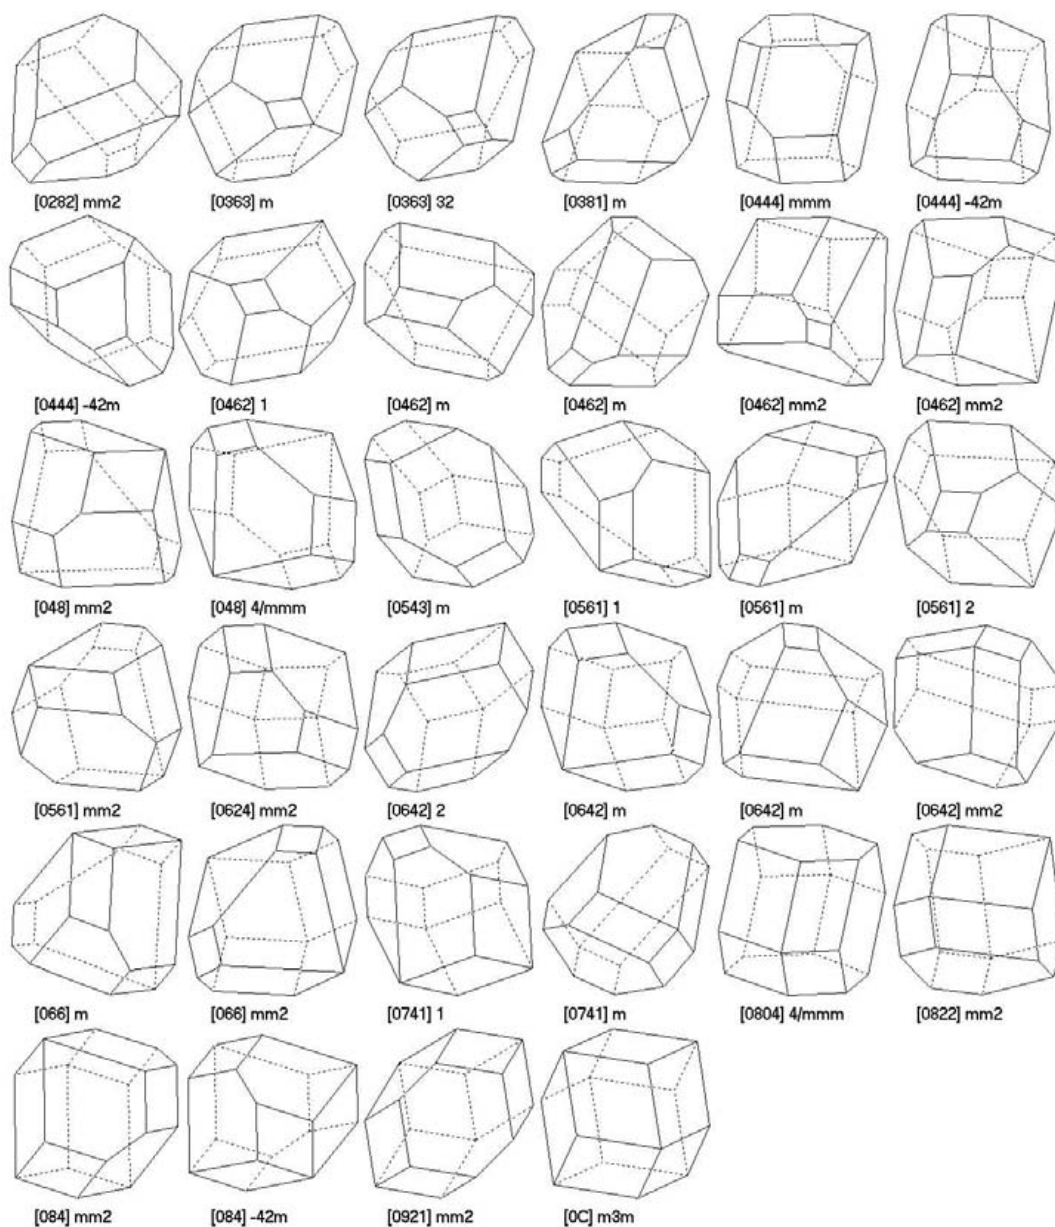 [0282] mm2 [0363] m [0363] 32 [0381] m [0444] mmm [0444] -42m
[0444] -42m [0462] 1 [0462] m [0462] m [0462] mm2 [0462] mm2
[048] mm2 [048] 4/mmm [0543] m [0561] 1 [0561] m [0561] 2
[0561] mm2 [0624] mm2 [0642] 2 [0642] m [0642] m [0642] mm2
[066] m [066] mm2 [0741] 1 [0741] m [0804] 4/mmm [0822] mm2
[084] mm2 [084] -42m [0921] mm2 [0C] m3m